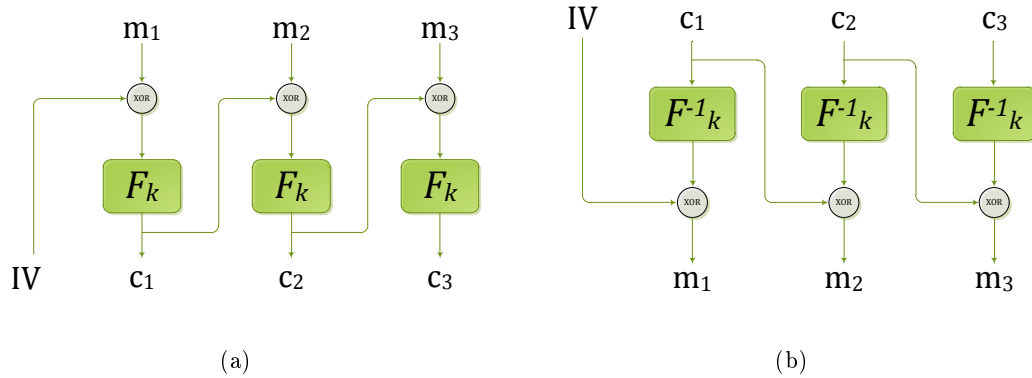 m1 m2 m3
XOR XOR XOR
Fk Fk Fk
IV c1 c2 c3
(a)
IV c1 c2 c3
F-1k F-1k F-1k
XOR XOR XOR
m1 m2 m3
(b)